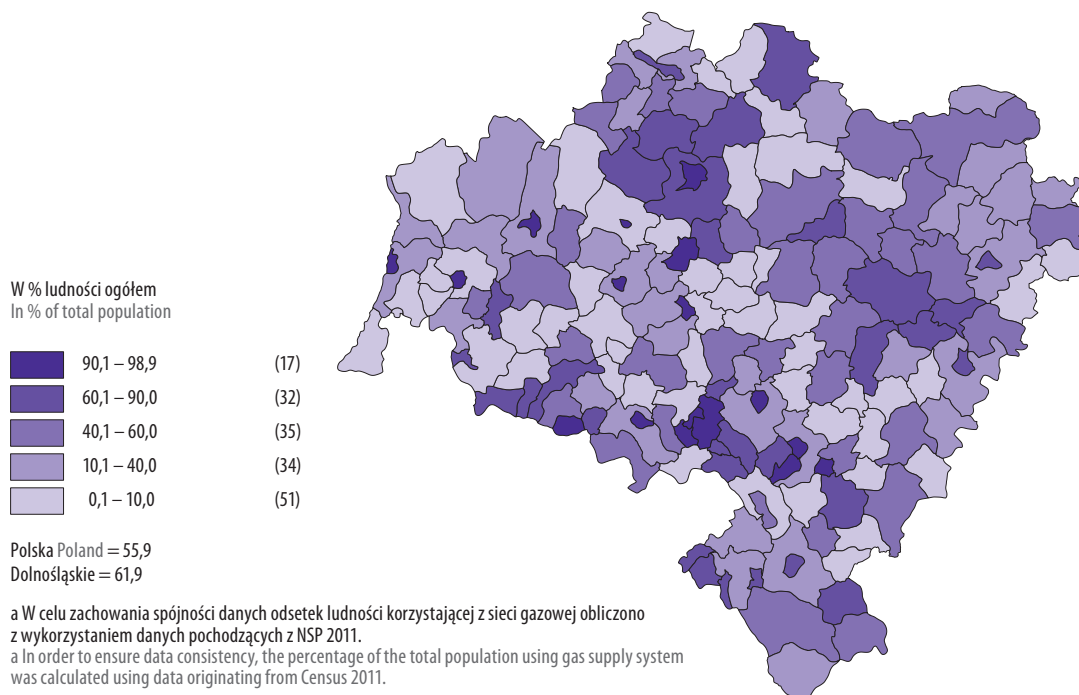 W % ludności ogółem
In % of total population
90,1 – 98,9 (17)
60,1 – 90,0 (32)
40,1 – 60,0 (35)
10,1 – 40,0 (34)
0,1 – 10,0 (51)
Polska Poland = 55,9
Dolnośląskie = 61,9
a W celu zachowania spójności danych odsetek ludności korzystającej z sieci gazowej obliczono
z wykorzystaniem danych pochodzących z NSP 2011.
a In order to ensure data consistency, the percentage of the total population using gas supply system
was calculated using data originating from Census 2011.